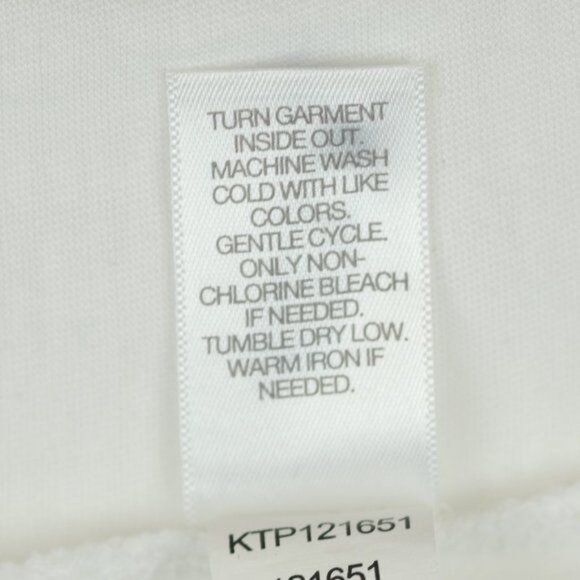 TURN GARMENT
INSIDE OUT.
MACHINE WASH
COLD WITH LIKE
COLORS.
GENTLE CYCLE.
ONLY NON-
CHLORINE BLEACH
IF NEEDED.
TUMBLE DRY LOW.
WARM IRON IF
NEEDED.
KTP121651
121651